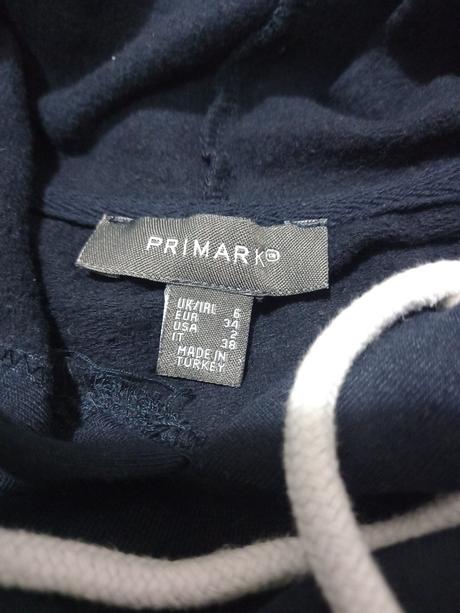 PRIMARK
UK/IRL 6
EUR 34
USA 2
IT 38
MADE IN
TURKEY